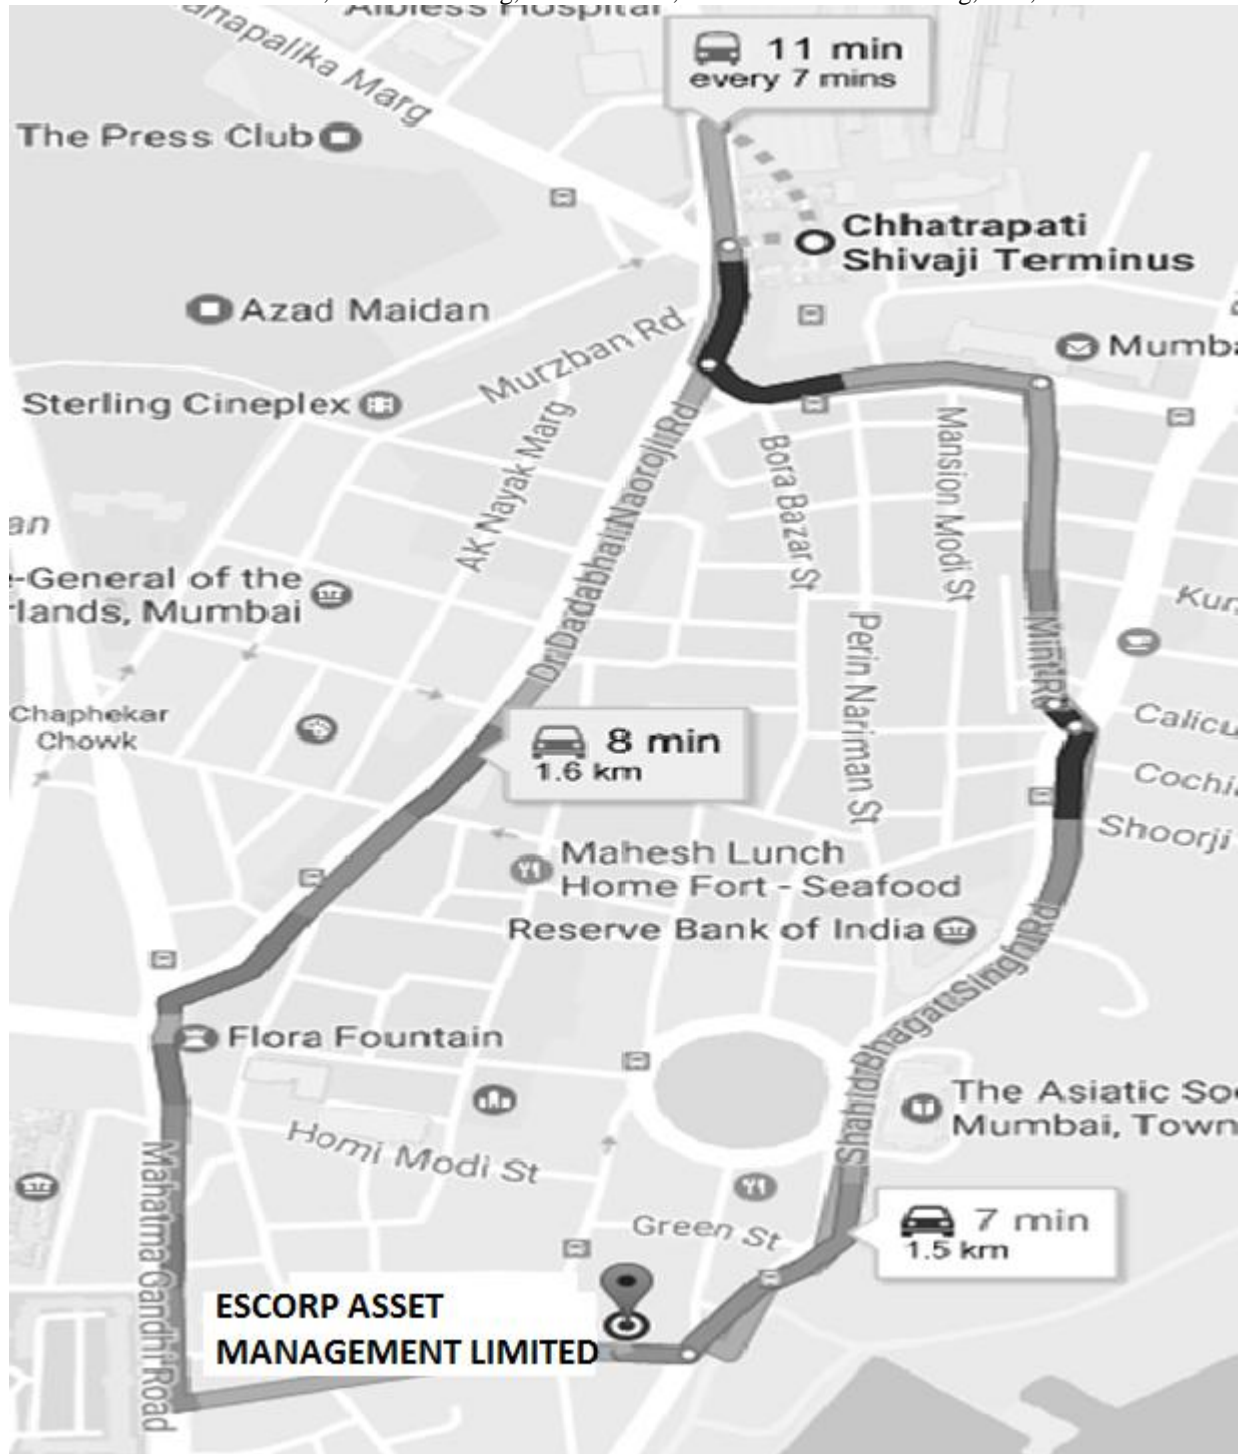 Albless Hospital
anapalika Marg
11 min
every 7 mins
The Press Club
Chhatrapati
Shivaji Terminus
Azad Maidan
Murzban Rd
Mumba
Sterling Cineplex
AK Nayak Marg
Dr Dadabhai Naoroji Rd
Bora Bazar St
Mansion Modi St
an
-General of the
rlands, Mumbai
Kur
Perin Nariman St
Mint Rd
Chaphekar
Chowk
8 min
1.6 km
Calicu
Cochi
Shoorji
Mahesh Lunch
Home Fort - Seafood
Reserve Bank of India
Shahid Bhagat Singh Rd
Flora Fountain
The Asiatic So
Mumbai, Town
Homi Modi St
Mahatma Gandhi Road
Green St
7 min
1.5 km
ESCORP ASSET
MANAGEMENT LIMITED